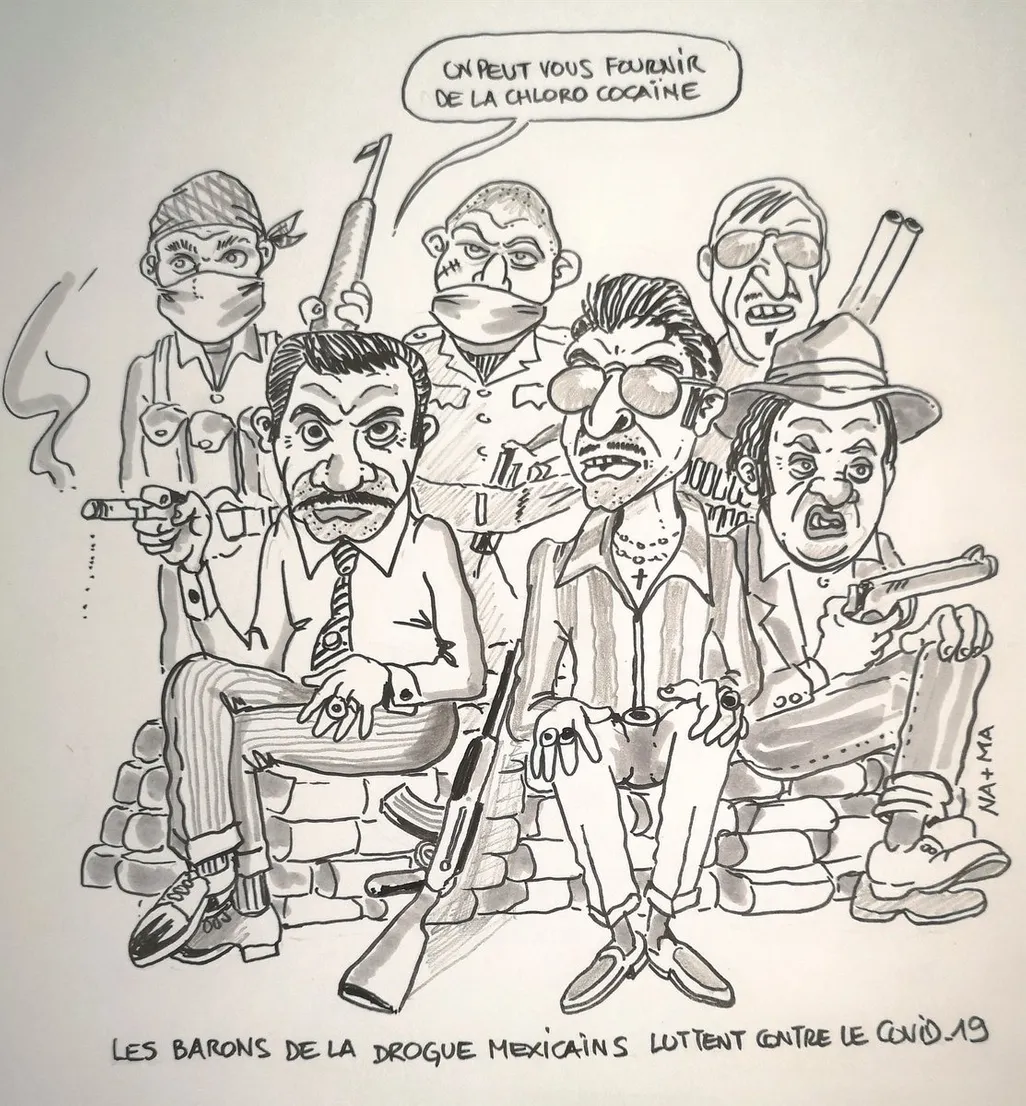 ON PEUT VOUS FOURNIR
DE LA CHLORO COCAÏNE
NA+MA
LES BARONS DE LA DROGUE MEXICAINS LUTTENT CONTRE LE COVID-19